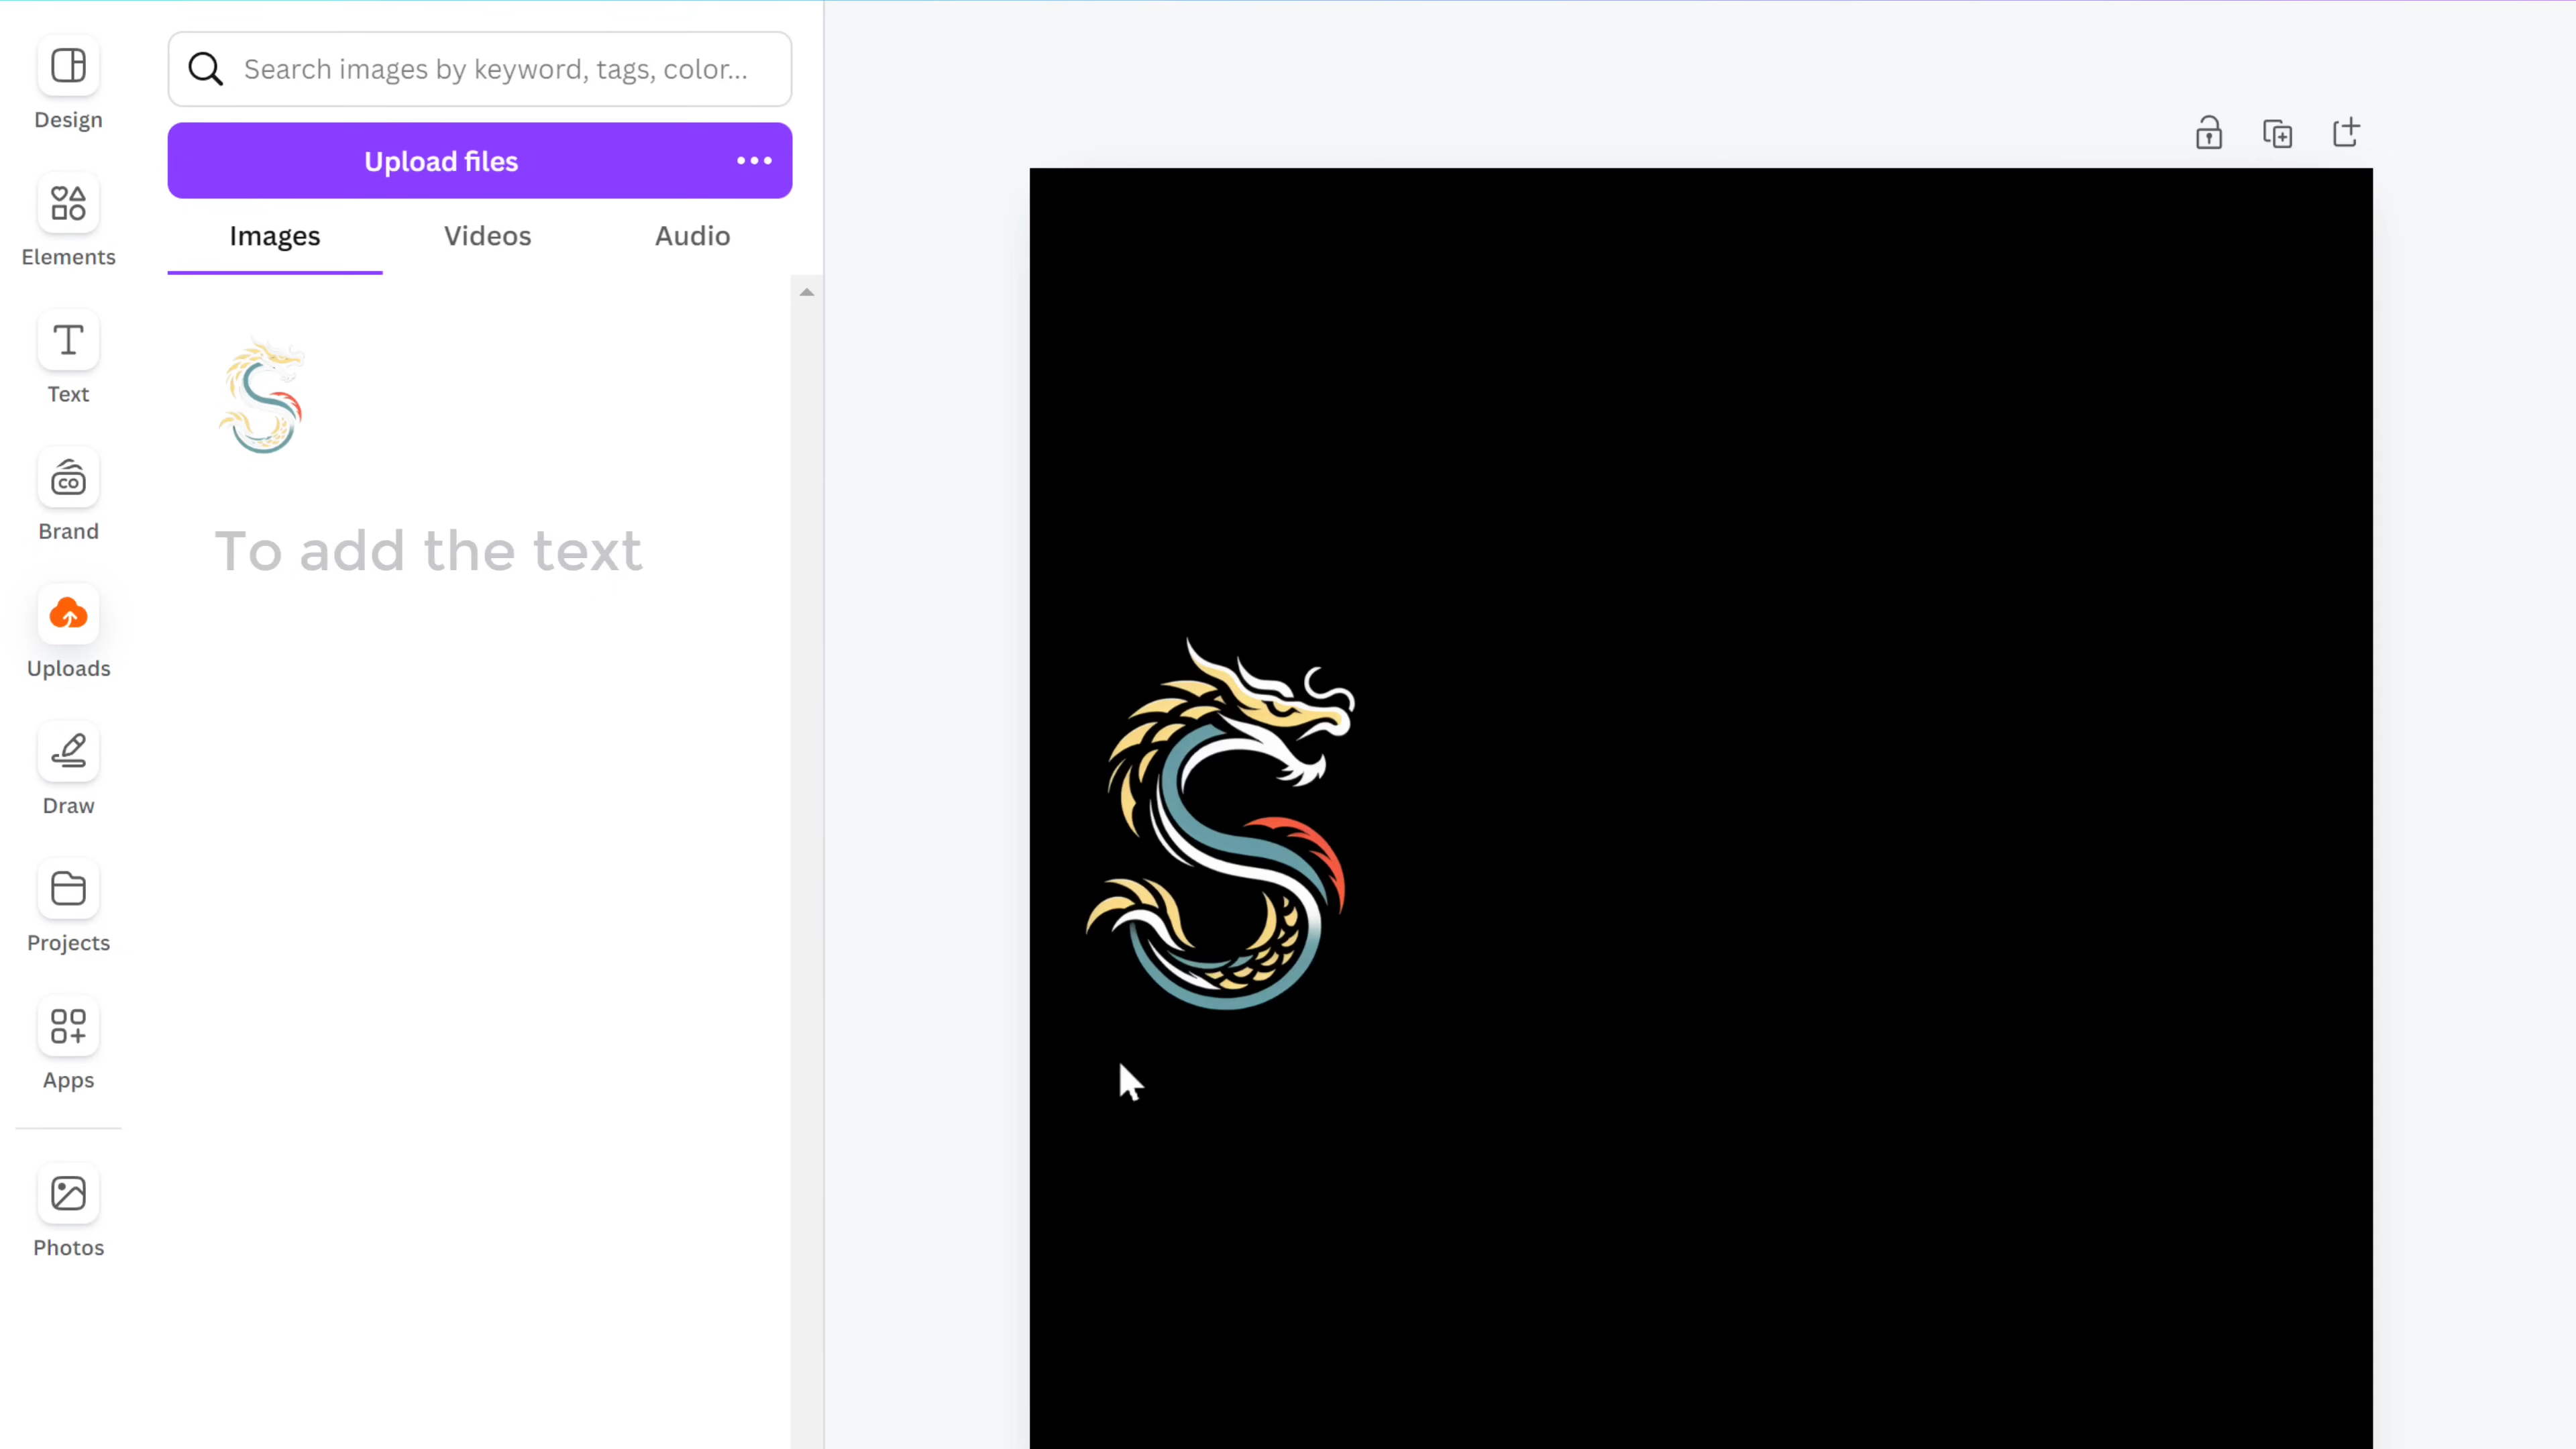 Design
Elements
Text
Brand
Uploads
Draw
Projects
Apps
Photos
Search images by keyword, tags, color...
Upload files
Images Videos Audio
To add the text
CO